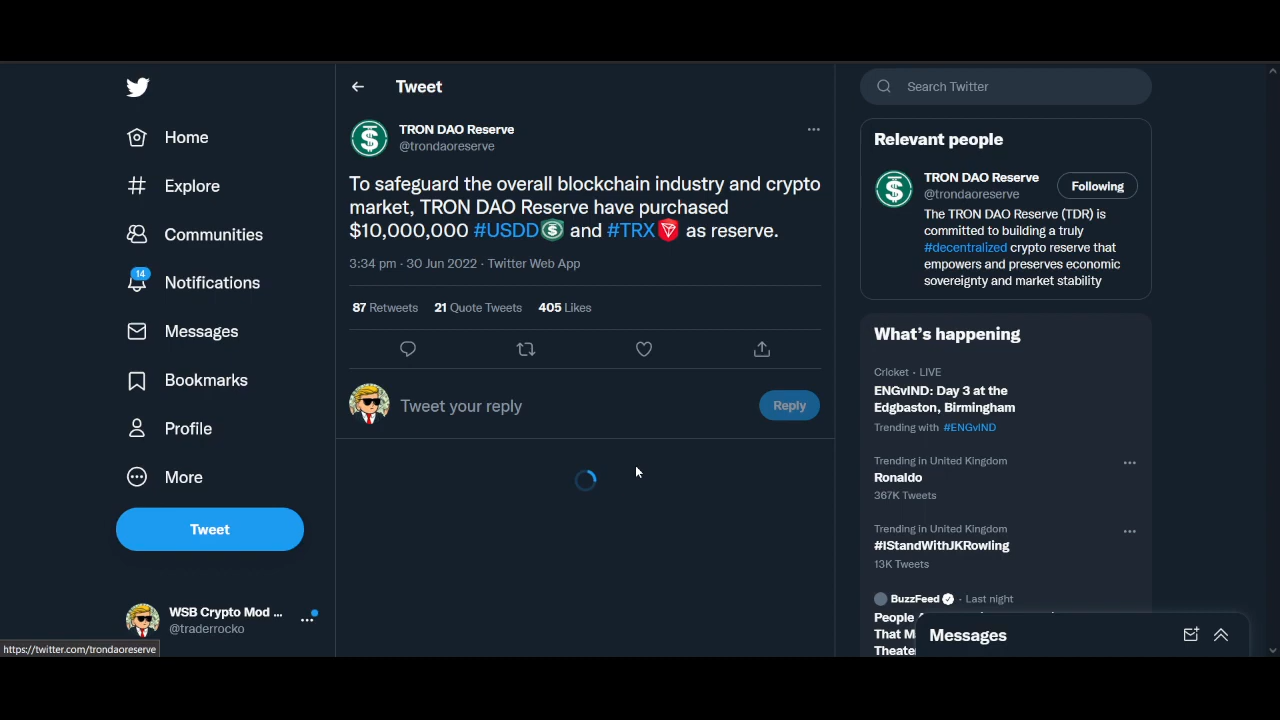 Home
Explore
Communities
14
Notifications
Messages
Bookmarks
Profile
More
Tweet
WSB Crypto Mod ...
@traderrocko
https://twitter.com/trondaoreserve
Tweet
TRON DAO Reserve
@trondaoreserve
To safeguard the overall blockchain industry and crypto
market, TRON DAO Reserve have purchased
$10,000,000 #USDD and #TRX as reserve.
3:34 pm · 30 Jun 2022 · Twitter Web App
87 Retweets 21 Quote Tweets 405 Likes
Tweet your reply
Reply
Search Twitter
Relevant people
TRON DAO Reserve
@trondaoreserve
Following
The TRON DAO Reserve (TDR) is
committed to building a truly
#decentralized crypto reserve that
empowers and preserves economic
sovereignty and market stability
What's happening
Cricket · LIVE
ENGvIND: Day 3 at the
Edgbaston, Birmingham
Trending with #ENGvIND
Trending in United Kingdom
Ronaldo
367K Tweets
Trending in United Kingdom
#IStandWithJKRowling
13K Tweets
BuzzFeed · Last night
People
That M
Theate
Messages